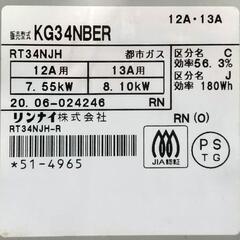 12A・13A
販売型式 KG34NBER
RT34NJH 都市ガス
区分名 C
効率56.3%
12A用 13A用
7.55kW 8.10kW
区分名 J
効率 180Wh
20.06-024246 RN
リンナイ株式会社
RT34NJH-R
RN(O)
*51-4965
JIA認証
PS
TG